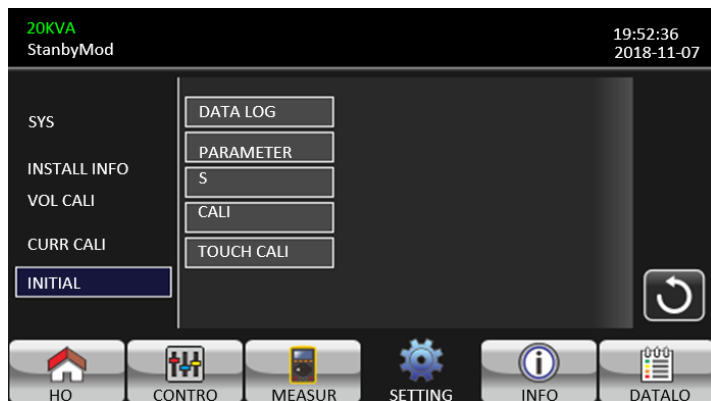 20KVA
StanbyMod
19:52:36
2018-11-07
SYS
INSTALL INFO
VOL CALI
CURR CALI
INITIAL
DATA LOG
PARAMETER
S
CALI
TOUCH CALI
HO
CONTRO
MEASUR
SETTING
INFO
DATALO